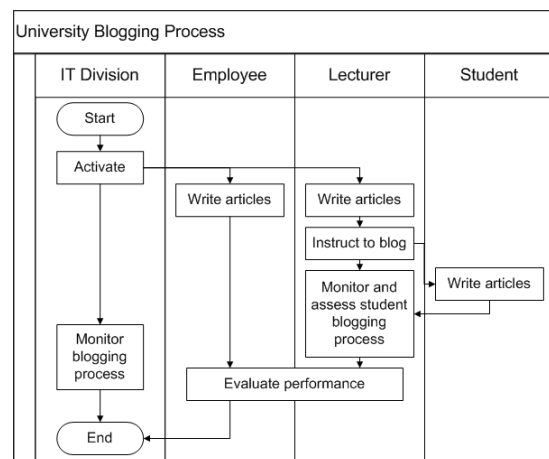 University Blogging Process
IT Division
Employee
Lecturer
Student
Start
Activate
Write articles
Write articles
Instruct to blog
Monitor and
assess student
blogging
process
Write articles
Monitor
blogging
process
Evaluate performance
End